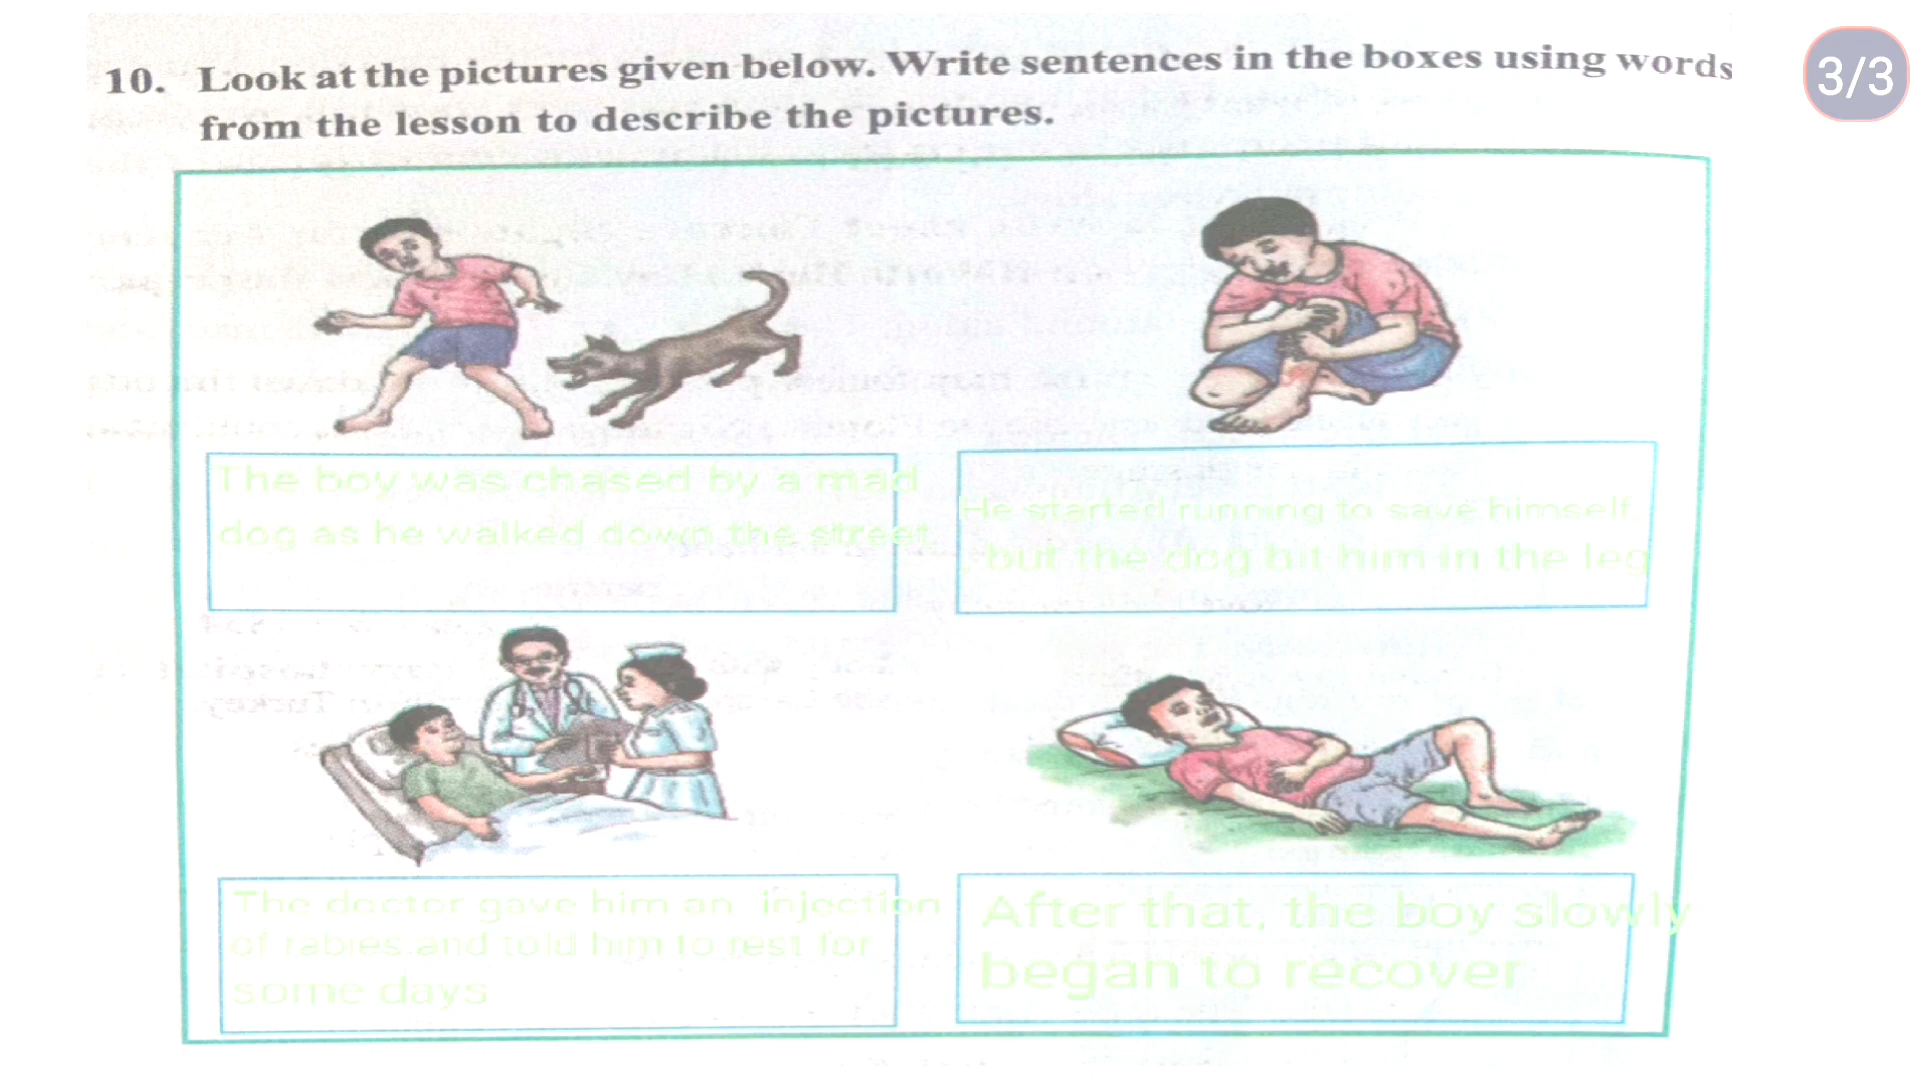 10. Look at the pictures given below. Write sentences in the boxes using words
from the lesson to describe the pictures.
3/3
The boy was chased by a mad
dog as he walked down the street.
He started running to save himself
, but the dog bit him in the leg
The doctor gave him an injection
of rabies and told him to rest for
some days
After that, the boy slowly
began to recover